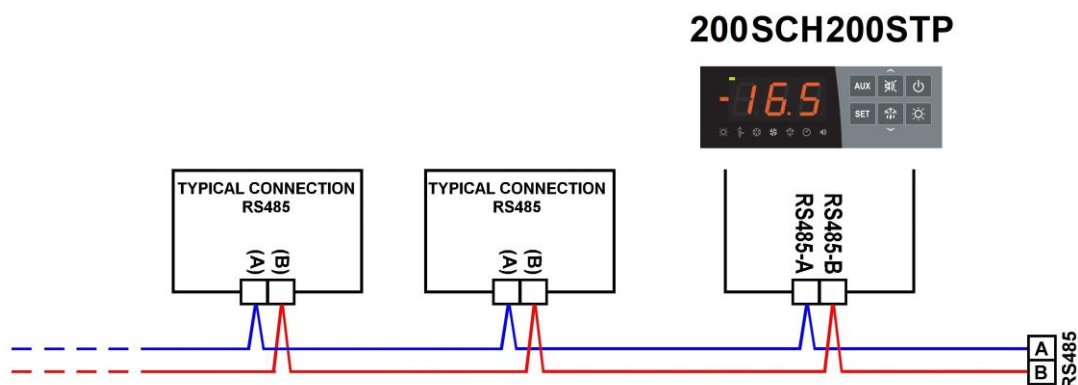 200SCH200STP
-16.5
AUX
SET
TYPICAL CONNECTION
RS485
(A)
(B)
TYPICAL CONNECTION
RS485
(A)
(B)
RS485-A
RS485-B
A
B
RS485